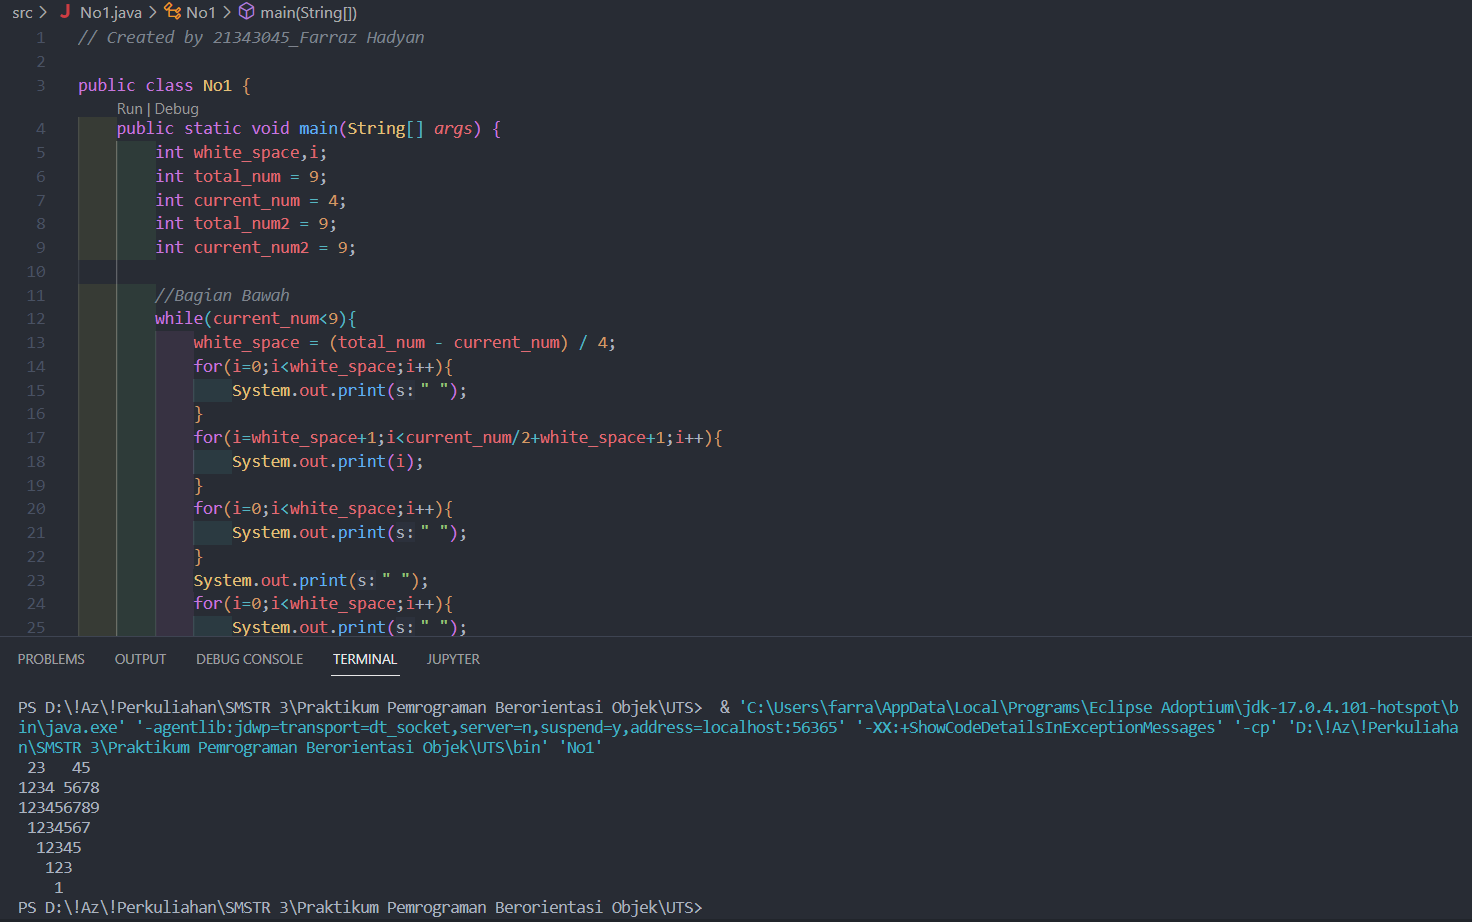 src > No1.java > No1 > main(String[])
1 // Created by 21343045_Farraz Hadyan
2
3 public class No1 {
Run | Debug
4     public static void main(String[] args) {
5         int white_space,i;
6         int total_num = 9;
7         int current_num = 4;
8         int total_num2 = 9;
9         int current_num2 = 9;
10
11         //Bagian Bawah
12         while(current_num<9){
13             white_space = (total_num - current_num) / 4;
14             for(i=0;i<white_space;i++){
15                 System.out.print(s:" ");
16             }
17             for(i=white_space+1;i<current_num/2+white_space+1;i++){
18                 System.out.print(i);
19             }
20             for(i=0;i<white_space;i++){
21                 System.out.print(s:" ");
22             }
23             System.out.print(s:" ");
24             for(i=0;i<white_space;i++){
25                 System.out.print(s:" ");
PROBLEMS OUTPUT DEBUG CONSOLE TERMINAL JUPYTER
PS D:\!Az\!Perkuliahan\SMSTR 3\Praktikum Pemrograman Berorientasi Objek\UTS>  & 'C:\Users\farra\AppData\Local\Programs\Eclipse Adoptium\jdk-17.0.4.101-hotspot\b
in\java.exe' '-agentlib:jdwp=transport=dt_socket,server=n,suspend=y,address=localhost:56365' '-XX:+ShowCodeDetailsInExceptionMessages' '-cp' 'D:\!Az\!Perkuliaha
n\SMSTR 3\Praktikum Pemrograman Berorientasi Objek\UTS\bin' 'No1'
 23   45
1234 5678
123456789
 1234567
  12345
   123
    1
PS D:\!Az\!Perkuliahan\SMSTR 3\Praktikum Pemrograman Berorientasi Objek\UTS>